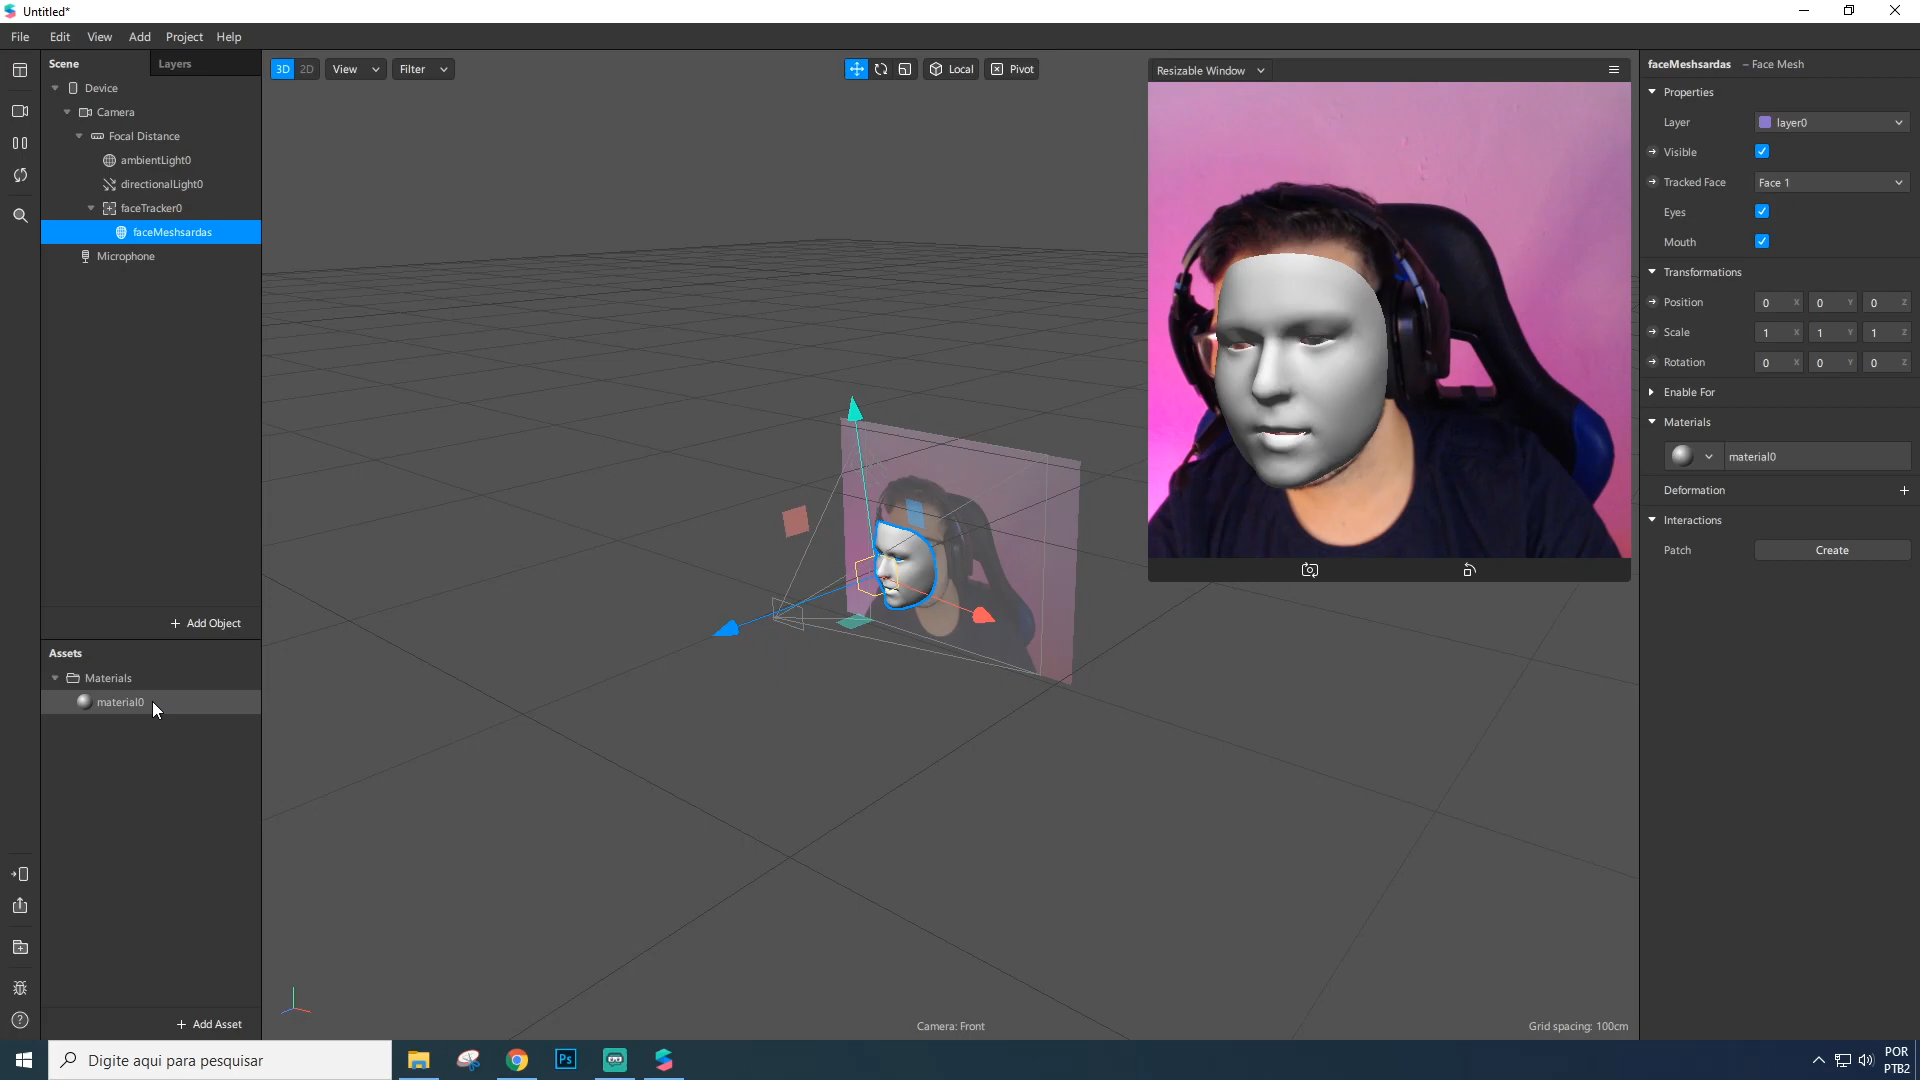 Untitled*
File Edit View Add Project Help
Scene Layers
Device
Camera
Focal Distance
ambientLight0
directionalLight0
faceTracker0
faceMeshsardas
Microphone
+ Add Object
Assets
Materials
material0
+ Add Asset
3D 2D View Filter
Local Pivot
Resizable Window
Camera: Front
Grid spacing: 100cm
faceMeshsardas – Face Mesh
Properties
Layer layer0
Visible
Tracked Face Face 1
Eyes
Mouth
Transformations
Position 0 X 0 Y 0 Z
Scale 1 X 1 Y 1 Z
Rotation 0 X 0 Y 0 Z
Enable For
Materials
material0
Deformation +
Interactions
Patch Create
Digite aqui para pesquisar
Ps
POR
PTB2